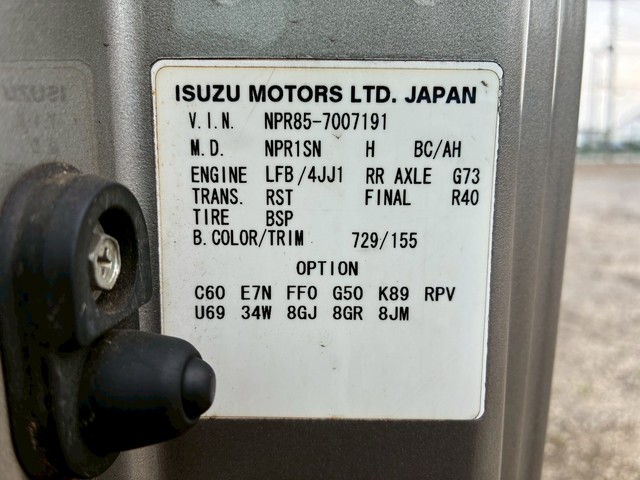 ISUZU MOTORS LTD. JAPAN
V.I.N. NPR85-7007191
M.D. NPR1SN H BC/AH
ENGINE LFB/4JJ1 RR AXLE G73
TRANS. RST FINAL R40
TIRE BSP
B.COLOR/TRIM 729/155
OPTION
C60 E7N FF0 G50 K89 RPV
U69 34W 8GJ 8GR 8JM